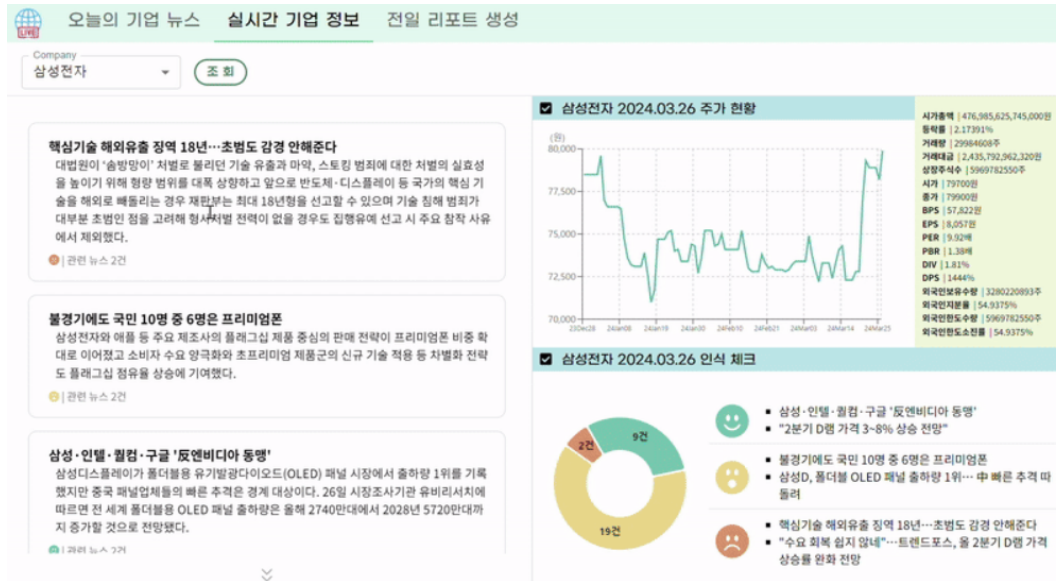 LIVE
오늘의 기업 뉴스
실시간 기업 정보
전일 리포트 생성
Company
삼성전자
조 회
핵심기술 해외유출 징역 18년…초범도 감경 안해준다
대법원이 ‘솜방망이’ 처벌로 불리던 기술 유출과 마약, 스토킹 범죄에 대한 처벌의 실효성
을 높이기 위해 형량 범위를 대폭 상향하고 앞으로 반도체·디스플레이 등 국가의 핵심 기
술을 해외로 빼돌리는 경우 재판부는 최대 18년형을 선고할 수 있으며 기술 침해 범죄가
대부분 초범인 점을 고려해 형사처벌 전력이 없을 경우도 집행유예 선고 시 주요 참작 사유
에서 제외했다.
| 관련 뉴스 2건
불경기에도 국민 10명 중 6명은 프리미엄폰
삼성전자와 애플 등 주요 제조사의 플래그십 제품 중심의 판매 전략이 프리미엄폰 비중 확
대로 이어졌고 소비자 수요 양극화와 초프리미엄 제품군의 신규 기술 적용 등 차별화 전략
도 플래그십 점유율 상승에 기여했다.
| 관련 뉴스 2건
삼성·인텔·퀄컴·구글 '反엔비디아 동맹'
삼성디스플레이가 폴더블용 유기발광다이오드(OLED) 패널 시장에서 출하량 1위를 기록
했지만 중국 패널업체들의 빠른 추격은 경계 대상이다. 26일 시장조사기관 유비리서치에
따르면 전 세계 폴더블용 OLED 패널 출하량은 올해 2740만대에서 2028년 5720만대까
지 증가할 것으로 전망됐다.
| 관련 뉴스 2건
삼성전자 2024.03.26 주가 현황
(원)
80,000
77,500
75,000
72,500
70,000
23Dec28 24Jan08 24Jan19 24Jan30 24Feb10 24Feb21 24Mar03 24Mar14 24Mar25
시가총액 | 476,985,625,745,000원
등락률 | 2.17391%
거래량 | 29984608주
거래대금 | 2,435,792,962,320원
상장주식수 | 5969782550주
시가 | 79700원
종가 | 79900원
BPS | 57,822원
EPS | 8,057원
PER | 9.92배
PBR | 1.38배
DIV | 1.81%
DPS | 1444%
외국인보유수량 | 3280220893주
외국인지분율 | 54.9375%
외국인한도수량 | 5969782550주
외국인한도소진률 | 54.9375%
삼성전자 2024.03.26 인식 체크
2건
9건
19건
삼성·인텔·퀄컴·구글 '反엔비디아 동맹'
"2분기 D램 가격 3~8% 상승 전망"
불경기에도 국민 10명 중 6명은 프리미엄폰
삼성D, 폴더블 OLED 패널 출하량 1위… 中 빠른 추격 따
돌려
핵심기술 해외유출 징역 18년…초범도 감경 안해준다
"수요 회복 쉽지 않네"…트렌드포스, 올 2분기 D램 가격
상승률 완화 전망